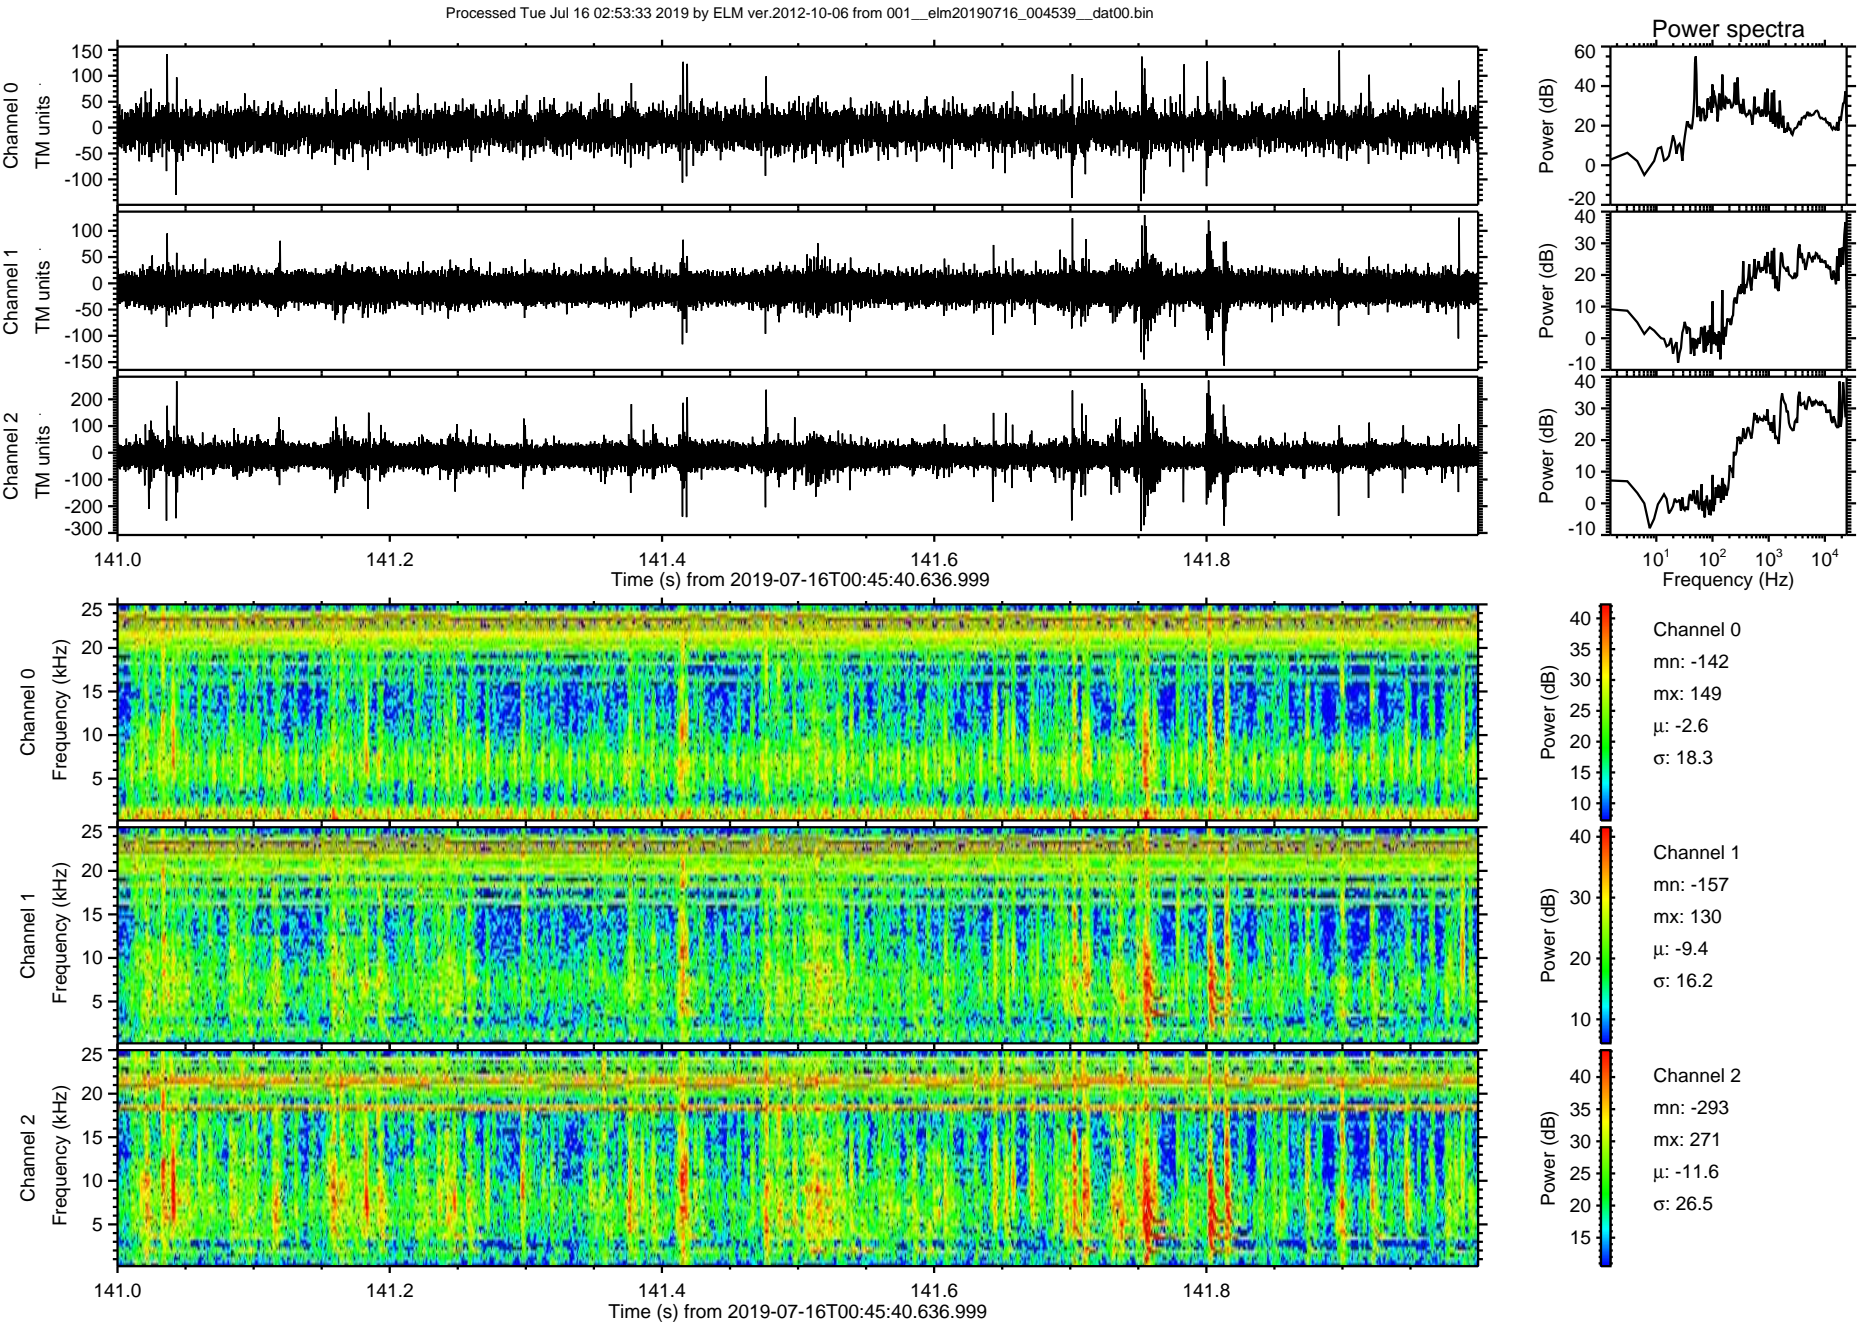 Processed Tue Jul 16 02:53:33 2019 by ELM ver.2012-10-06 from 001__elm20190716_004539__dat00.bin
Power spectra
Channel 0
TM units
150
100
50
0
-50
-100
Power (dB)
60
40
20
0
-20
Channel 1
TM units
100
50
0
-50
-100
-150
Power (dB)
40
30
20
10
0
-10
Channel 2
TM units
200
100
0
-100
-200
-300
Power (dB)
40
30
20
10
0
-10
141.0 141.2 141.4 141.6 141.8
Time (s) from 2019-07-16T00:45:40.636.999
10^1 10^2 10^3 10^4
Frequency (Hz)
Channel 0
Frequency (kHz)
25
20
15
10
5
Power (dB)
40
35
30
25
20
15
10
Channel 0
mn: -142
mx: 149
μ: -2.6
σ: 18.3
Channel 1
Frequency (kHz)
25
20
15
10
5
Power (dB)
40
30
20
10
Channel 1
mn: -157
mx: 130
μ: -9.4
σ: 16.2
Channel 2
Frequency (kHz)
25
20
15
10
5
Power (dB)
40
35
30
25
20
15
Channel 2
mn: -293
mx: 271
μ: -11.6
σ: 26.5
141.0 141.2 141.4 141.6 141.8
Time (s) from 2019-07-16T00:45:40.636.999